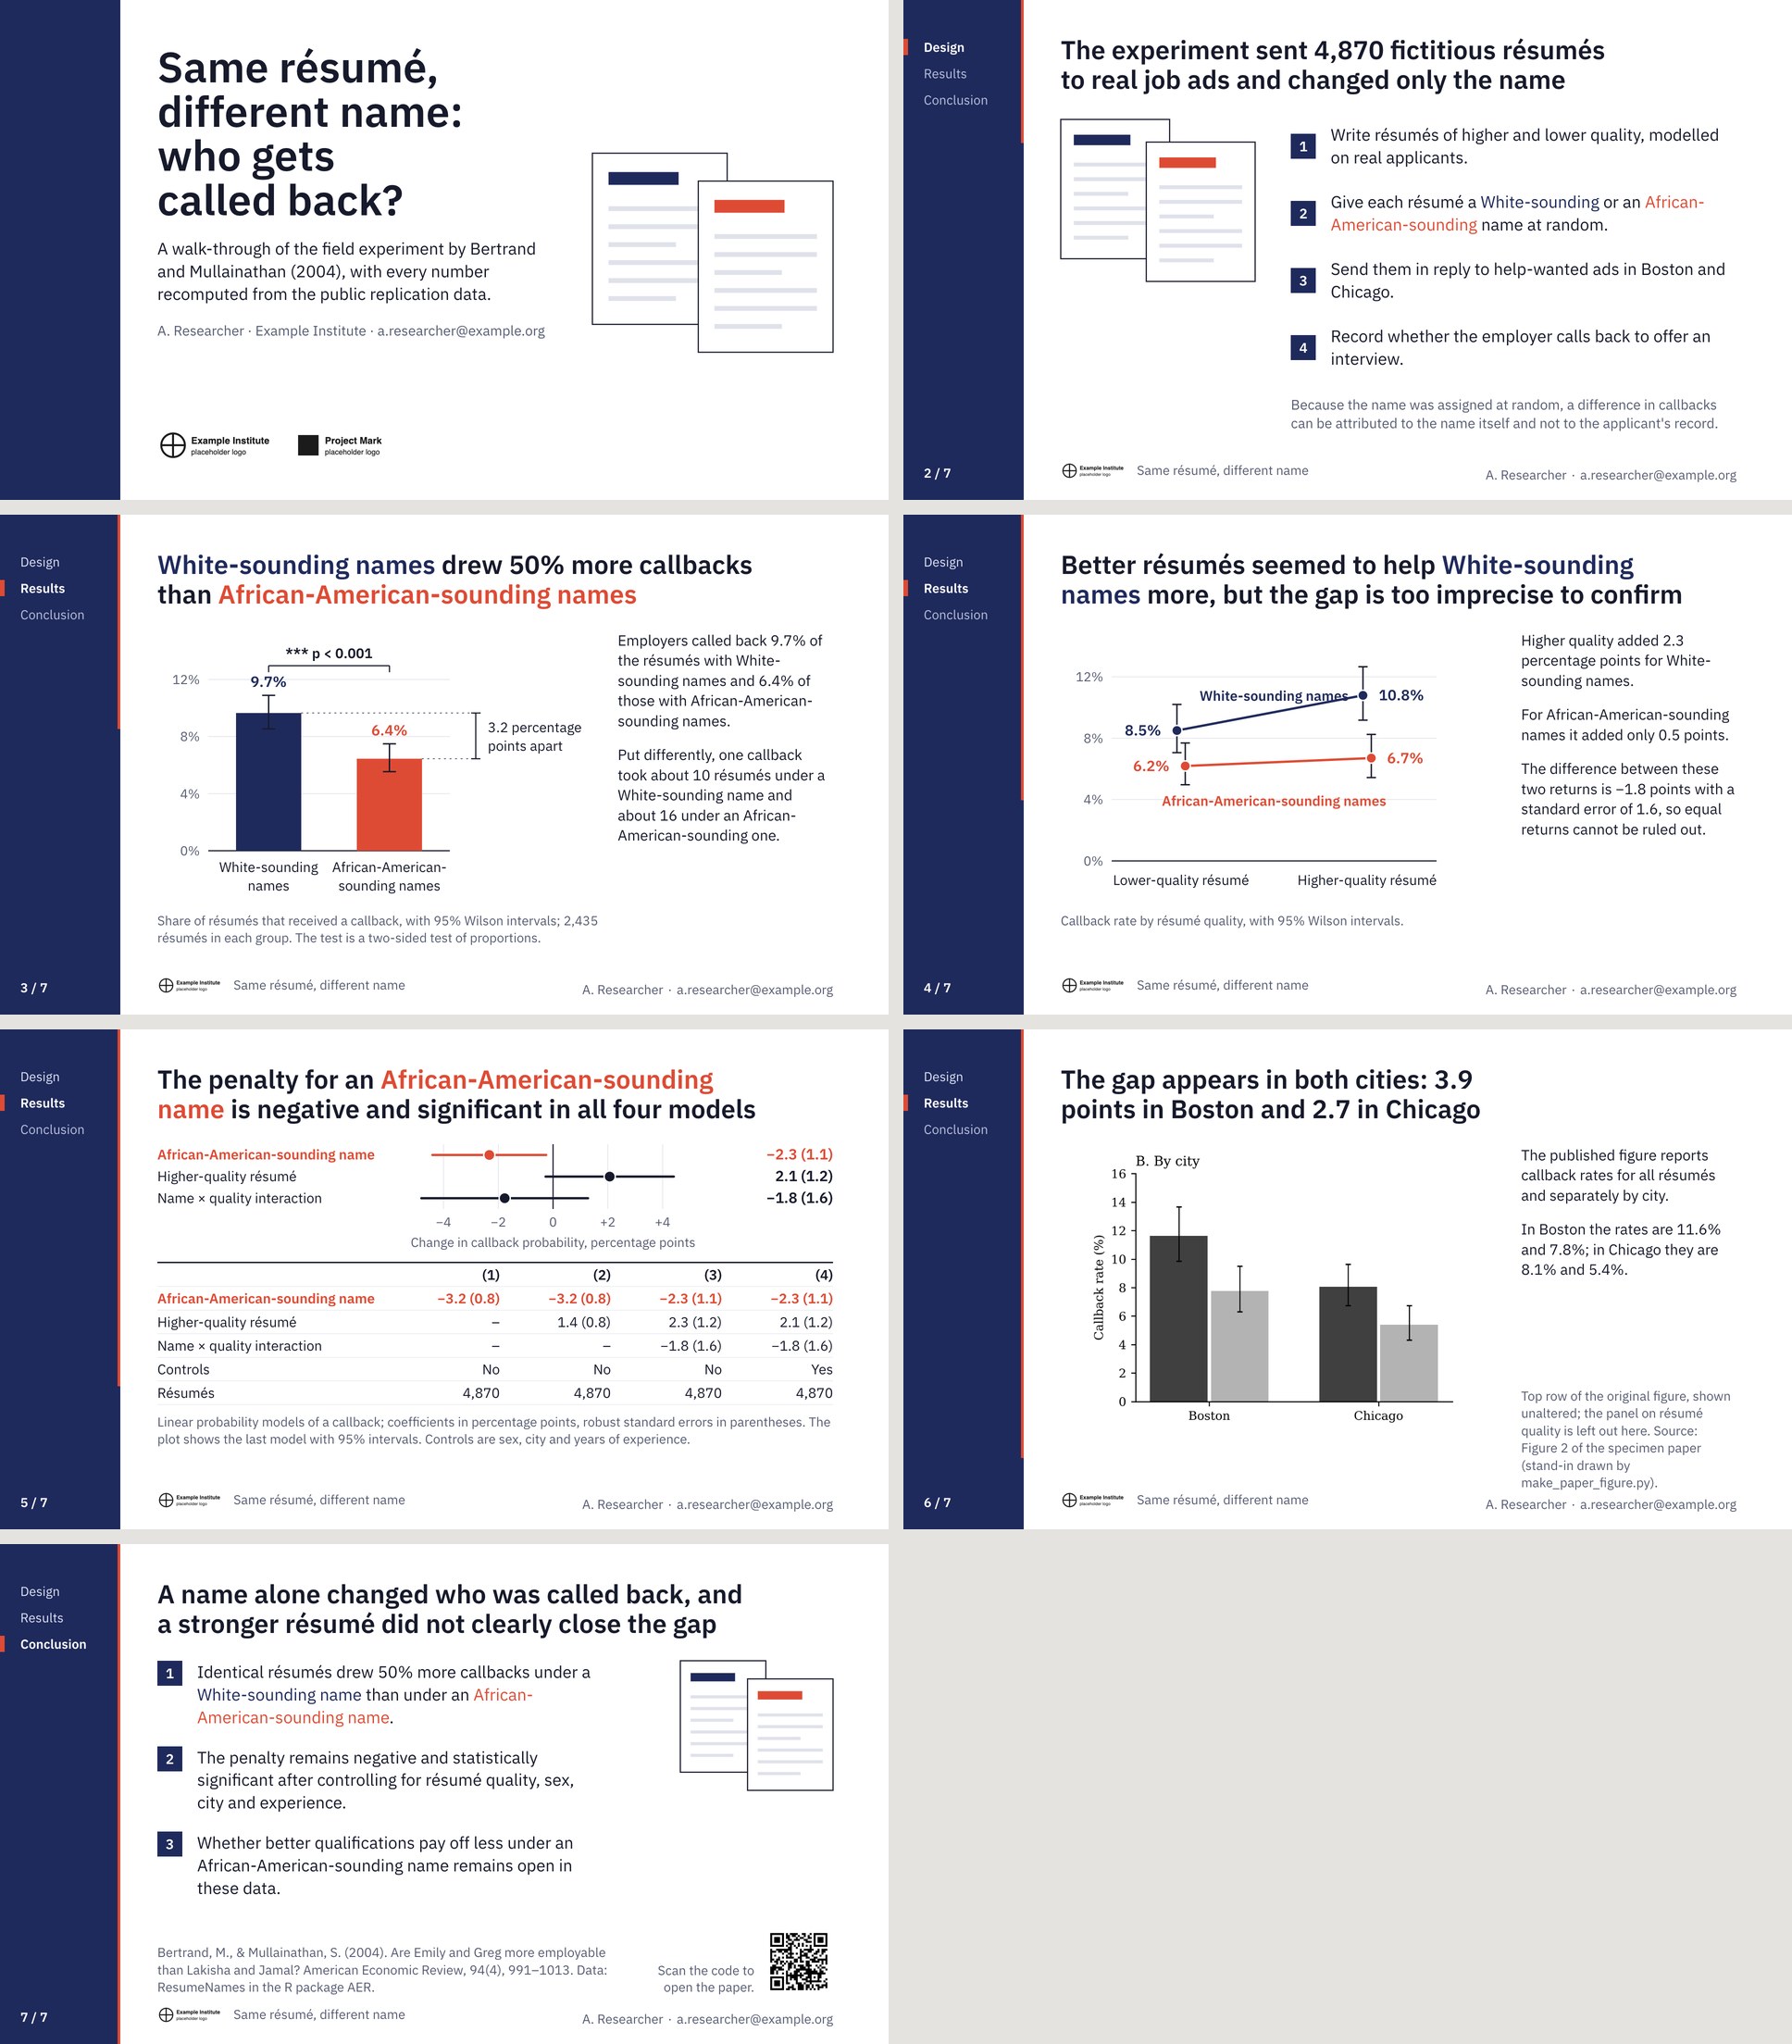 Same résumé,
different name:
who gets
called back?
A walk-through of the field experiment by Bertrand
and Mullainathan (2004), with every number
recomputed from the public replication data.
A. Researcher · Example Institute · a.researcher@example.org
Example Institute
placeholder logo
Project Mark
placeholder logo
Design
Results
Conclusion
The experiment sent 4,870 fictitious résumés
to real job ads and changed only the name
1
Write résumés of higher and lower quality, modelled
on real applicants.
2
Give each résumé a White-sounding or an African-
American-sounding name at random.
3
Send them in reply to help-wanted ads in Boston and
Chicago.
4
Record whether the employer calls back to offer an
interview.
Because the name was assigned at random, a difference in callbacks
can be attributed to the name itself and not to the applicant's record.
2 / 7
Example Institute
placeholder logo
Same résumé, different name
A. Researcher · a.researcher@example.org
Design
Results
Conclusion
White-sounding names drew 50% more callbacks
than African-American-sounding names
*** p < 0.001
12%
9.7%
8%
6.4%
4%
0%
3.2 percentage
points apart
White-sounding
names
African-American-
sounding names
Employers called back 9.7% of
the résumés with White-
sounding names and 6.4% of
those with African-American-
sounding names.
Put differently, one callback
took about 10 résumés under a
White-sounding name and
about 16 under an African-
American-sounding one.
Share of résumés that received a callback, with 95% Wilson intervals; 2,435
résumés in each group. The test is a two-sided test of proportions.
3 / 7
Example Institute
placeholder logo
Same résumé, different name
A. Researcher · a.researcher@example.org
Design
Results
Conclusion
Better résumés seemed to help White-sounding
names more, but the gap is too imprecise to confirm
12%
White-sounding names
10.8%
8.5%
8%
6.2%
6.7%
4%
African-American-sounding names
0%
Lower-quality résumé
Higher-quality résumé
Higher quality added 2.3
percentage points for White-
sounding names.
For African-American-sounding
names it added only 0.5 points.
The difference between these
two returns is −1.8 points with a
standard error of 1.6, so equal
returns cannot be ruled out.
Callback rate by résumé quality, with 95% Wilson intervals.
4 / 7
Example Institute
placeholder logo
Same résumé, different name
A. Researcher · a.researcher@example.org
Design
Results
Conclusion
The penalty for an African-American-sounding
name is negative and significant in all four models
African-American-sounding name −2.3 (1.1)
Higher-quality résumé 2.1 (1.2)
Name × quality interaction −1.8 (1.6)
−4 −2 0 +2 +4
Change in callback probability, percentage points
(1) (2) (3) (4)
African-American-sounding name −3.2 (0.8) −3.2 (0.8) −2.3 (1.1) −2.3 (1.1)
Higher-quality résumé – 1.4 (0.8) 2.3 (1.2) 2.1 (1.2)
Name × quality interaction – – −1.8 (1.6) −1.8 (1.6)
Controls No No No Yes
Résumés 4,870 4,870 4,870 4,870
Linear probability models of a callback; coefficients in percentage points, robust standard errors in parentheses. The
plot shows the last model with 95% intervals. Controls are sex, city and years of experience.
5 / 7
Example Institute
placeholder logo
Same résumé, different name
A. Researcher · a.researcher@example.org
Design
Results
Conclusion
The gap appears in both cities: 3.9
points in Boston and 2.7 in Chicago
B. By city
16
14
12
10
8
6
4
2
0
Callback rate (%)
Boston
Chicago
The published figure reports
callback rates for all résumés
and separately by city.
In Boston the rates are 11.6%
and 7.8%; in Chicago they are
8.1% and 5.4%.
Top row of the original figure, shown
unaltered; the panel on résumé
quality is left out here. Source:
Figure 2 of the specimen paper
(stand-in drawn by
make_paper_figure.py).
6 / 7
Example Institute
placeholder logo
Same résumé, different name
A. Researcher · a.researcher@example.org
Design
Results
Conclusion
A name alone changed who was called back, and
a stronger résumé did not clearly close the gap
1
Identical résumés drew 50% more callbacks under a
White-sounding name than under an African-
American-sounding name.
2
The penalty remains negative and statistically
significant after controlling for résumé quality, sex,
city and experience.
3
Whether better qualifications pay off less under an
African-American-sounding name remains open in
these data.
Bertrand, M., & Mullainathan, S. (2004). Are Emily and Greg more employable
than Lakisha and Jamal? American Economic Review, 94(4), 991–1013. Data:
ResumeNames in the R package AER.
Scan the code to
open the paper.
7 / 7
Example Institute
placeholder logo
Same résumé, different name
A. Researcher · a.researcher@example.org